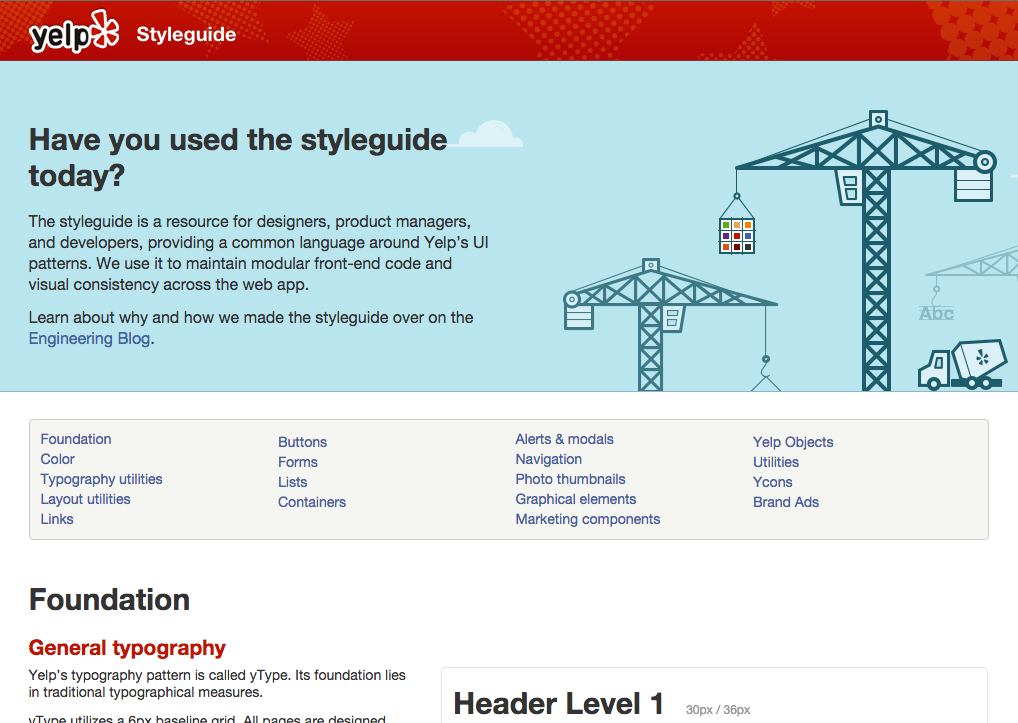 yelp Styleguide
Have you used the styleguide
today?
The styleguide is a resource for designers, product managers,
and developers, providing a common language around Yelp's UI
patterns. We use it to maintain modular front-end code and
visual consistency across the web app.
Learn about why and how we made the styleguide over on the
Engineering Blog.
Abc
Foundation
Color
Typography utilities
Layout utilities
Links
Buttons
Forms
Lists
Containers
Alerts & modals
Navigation
Photo thumbnails
Graphical elements
Marketing components
Yelp Objects
Utilities
Ycons
Brand Ads
Foundation
General typography
Yelp's typography pattern is called yType. Its foundation lies
in traditional typographical measures.
yType utilizes a 6px baseline grid. All pages are designed
Header Level 1 30px / 36px